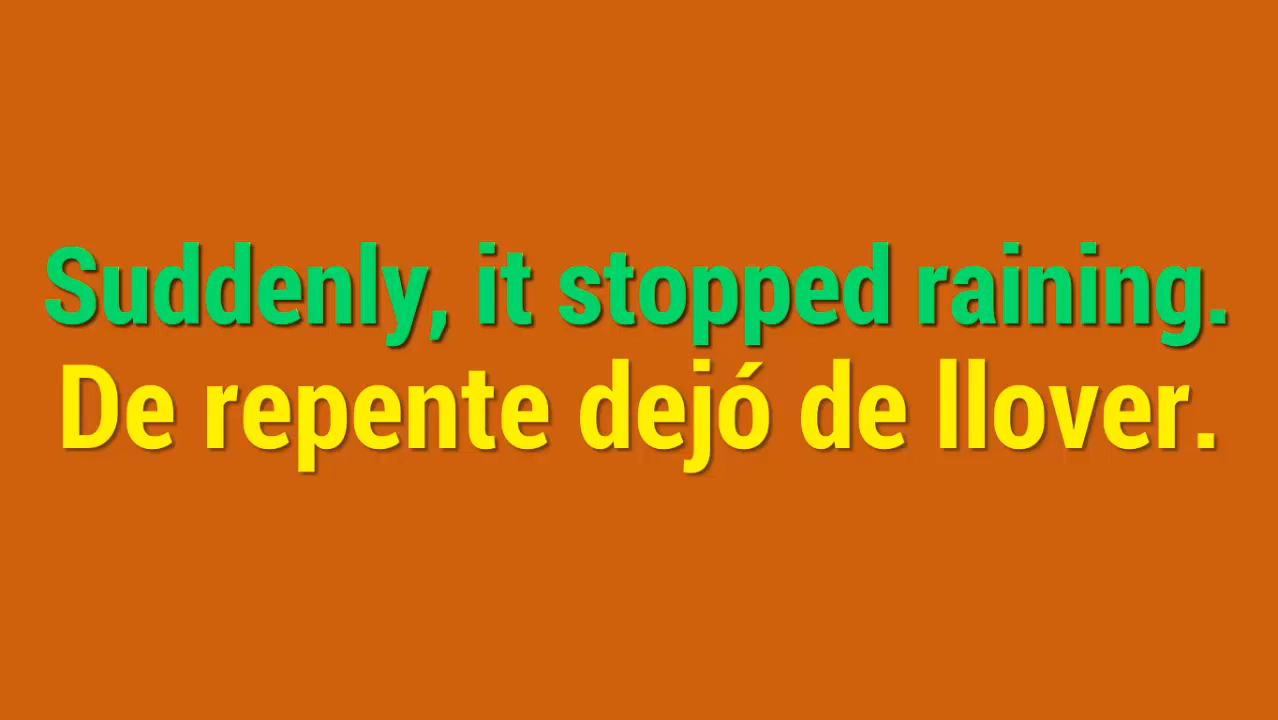 Suddenly, it stopped raining.
De repente dejó de llover.